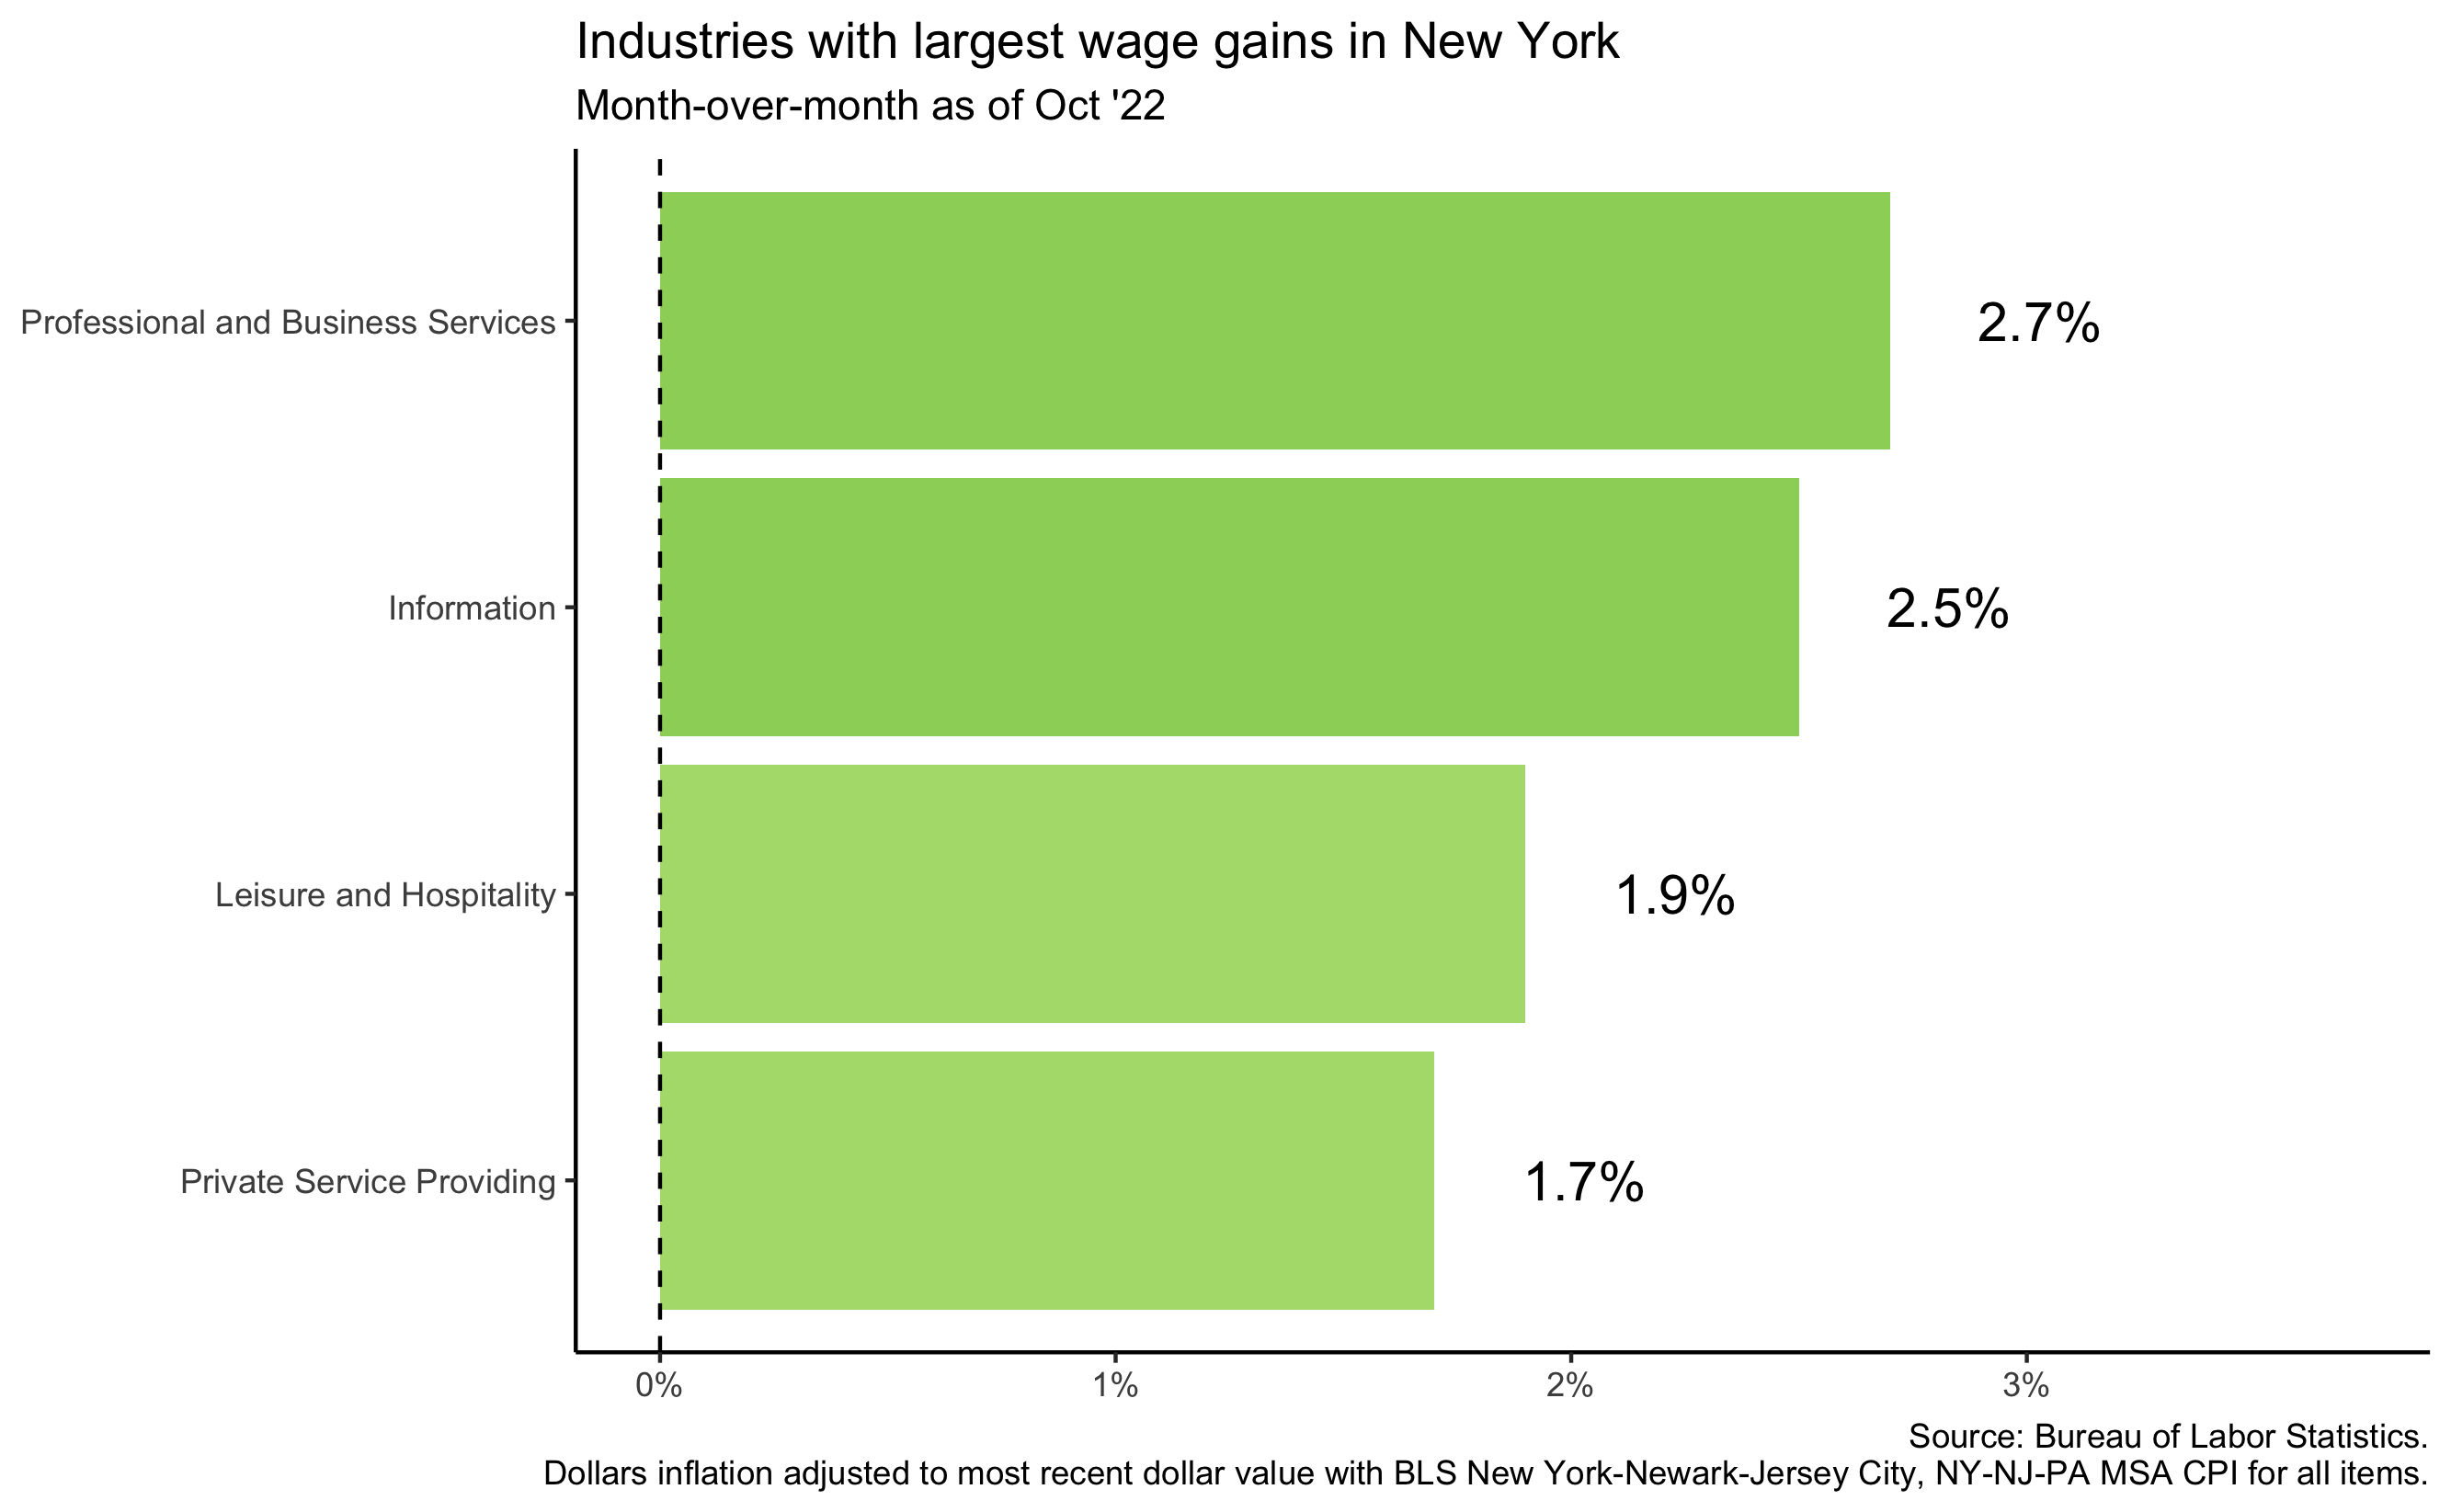 Industries with largest wage gains in New York
Month-over-month as of Oct '22
Professional and Business Services
2.7%
Information
2.5%
Leisure and Hospitality
1.9%
Private Service Providing
1.7%
0%
1%
2%
3%
Source: Bureau of Labor Statistics.
Dollars inflation adjusted to most recent dollar value with BLS New York-Newark-Jersey City, NY-NJ-PA MSA CPI for all items.